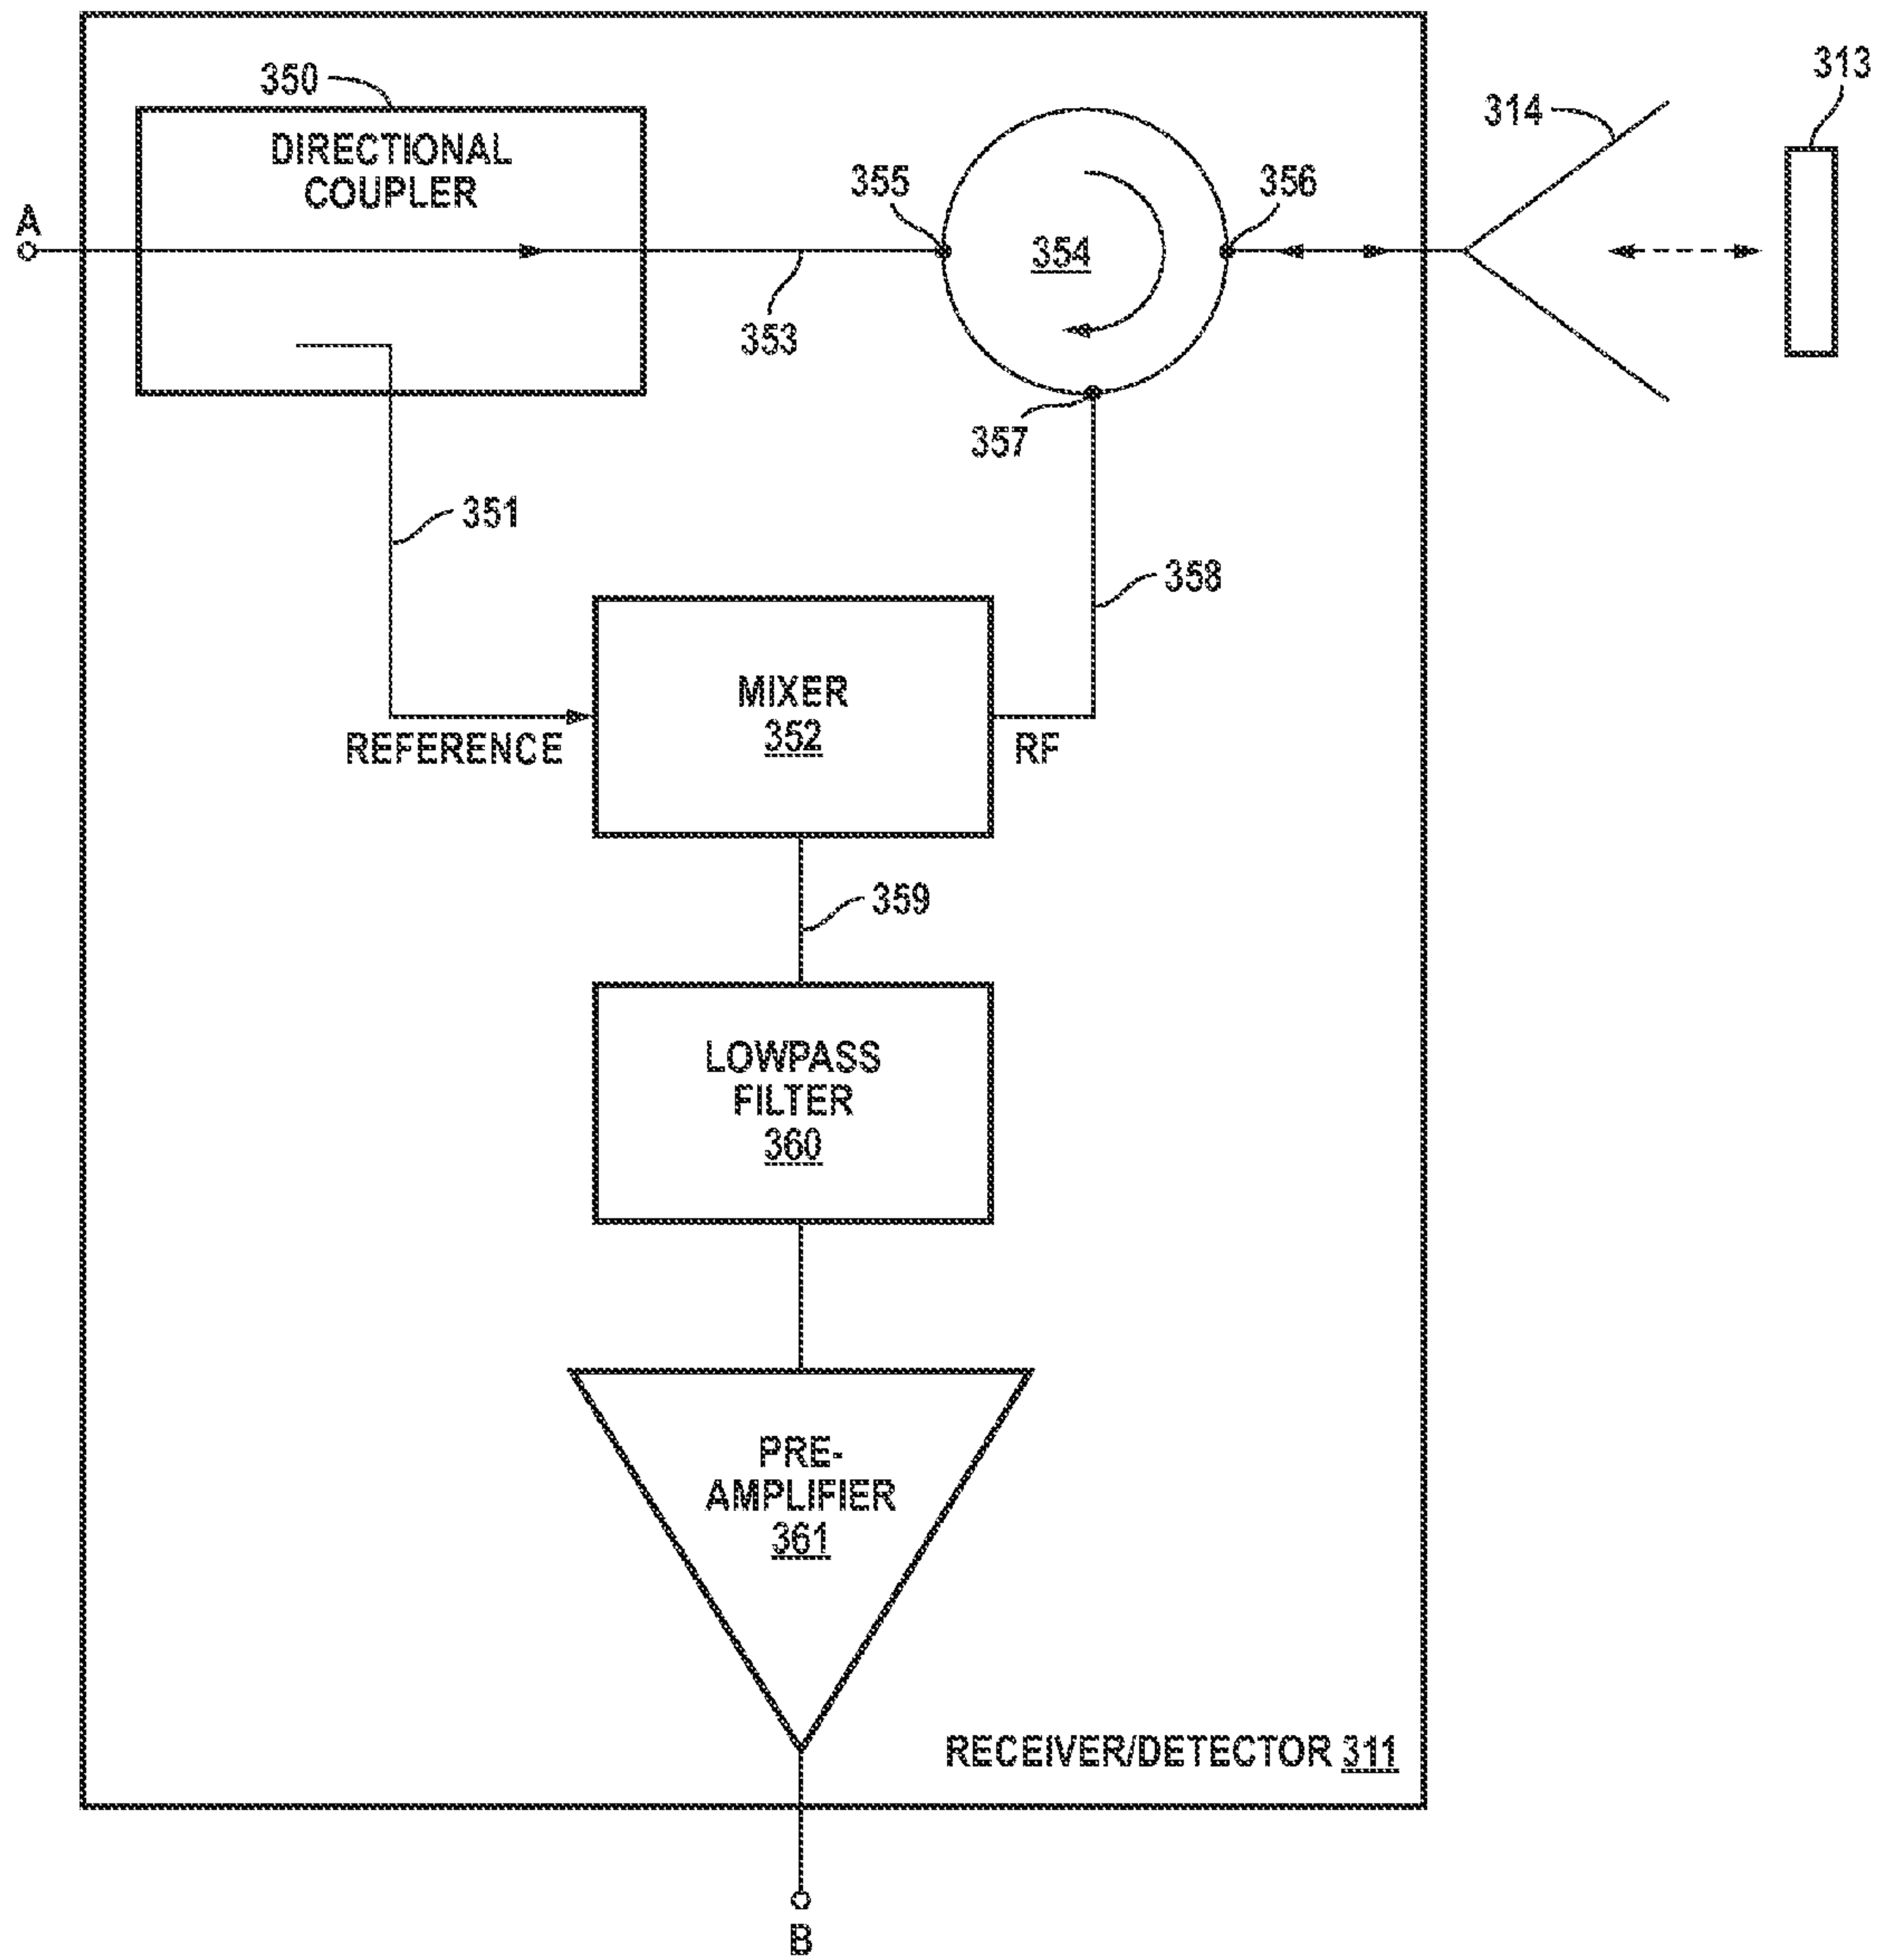 350
313
314
DIRECTIONAL
COUPLER
355
356
A
354
353
357
351
358
MIXER
352
REFERENCE
RF
359
LOWPASS
FILTER
360
PRE-
AMPLIFIER
361
RECEIVER/DETECTOR 311
B